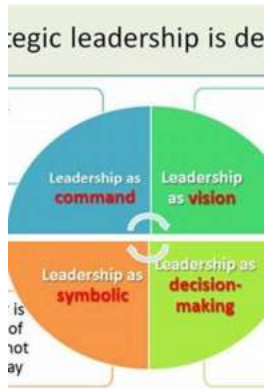 tegic leadership is de
Leadership as
command
Leadership
as vision
Leadership as
symbolic
Leadership as
decision-
making
r is
of
not
ay